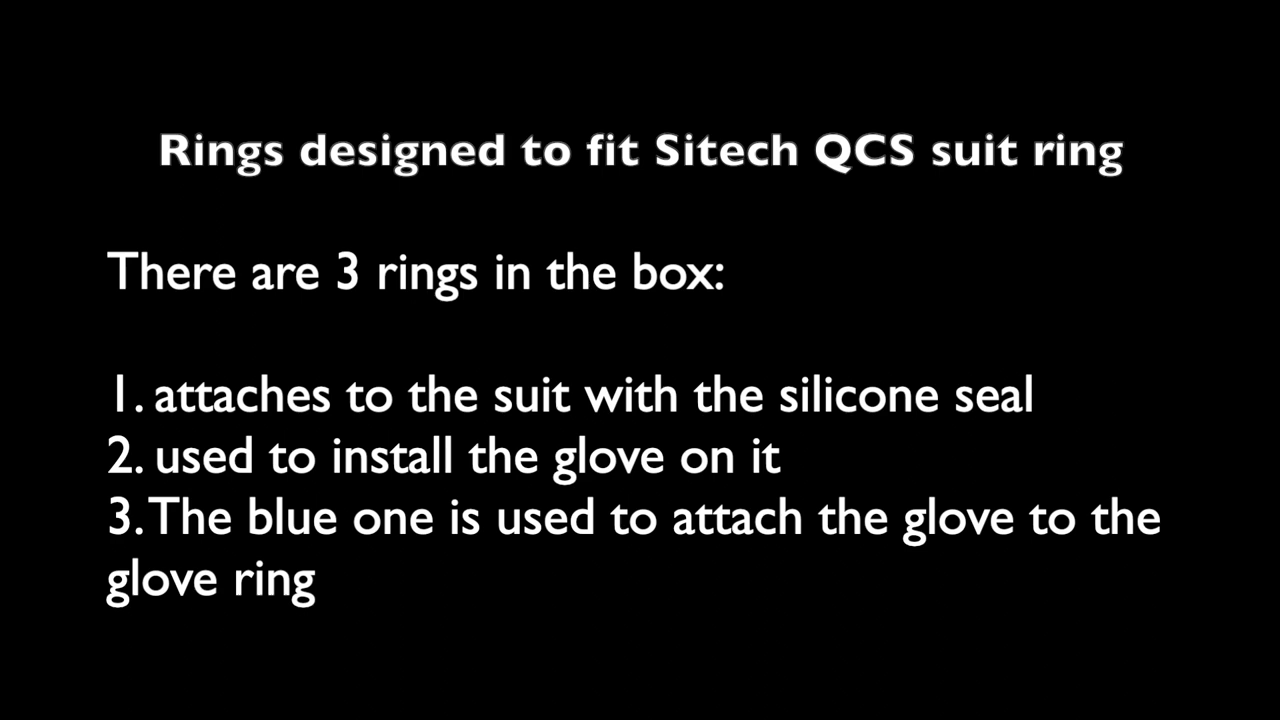 Rings designed to fit Sitech QCS suit ring
There are 3 rings in the box:
1. attaches to the suit with the silicone seal
2. used to install the glove on it
3. The blue one is used to attach the glove to the
glove ring